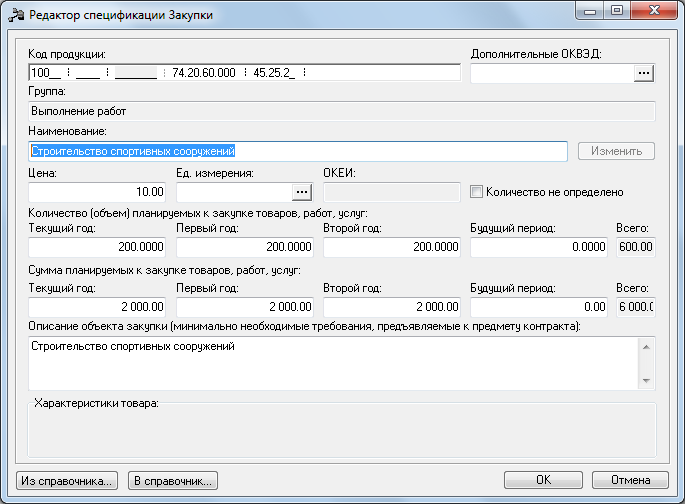 Редактор спецификации Закупки
Код продукции: Дополнительные ОКВЭД:
100__ ⁝ ____ ⁝ ________ ⁝ 74.20.60.000 ⁝ 45.25.2_ ⁝ ...
Группа:
Выполнение работ
Наименование:
Строительство спортивных сооружений Изменить
Цена: Ед. измерения: ОКЕИ:
10.00 ... Количество не определено
Количество (объем) планируемых к закупке товаров, работ, услуг:
Текущий год: Первый год: Второй год: Будущий период: Всего:
200.0000 200.0000 200.0000 0.0000 600.00
Сумма планируемых к закупке товаров, работ, услуг:
Текущий год: Первый год: Второй год: Будущий период: Всего:
2 000.00 2 000.00 2 000.00 0.00 6 000.0
Описание объекта закупки (минимально необходимые требования, предъявляемые к предмету контракта):
Строительство спортивных сооружений
Характеристики товара:
Из справочника... В справочник... OK Отмена